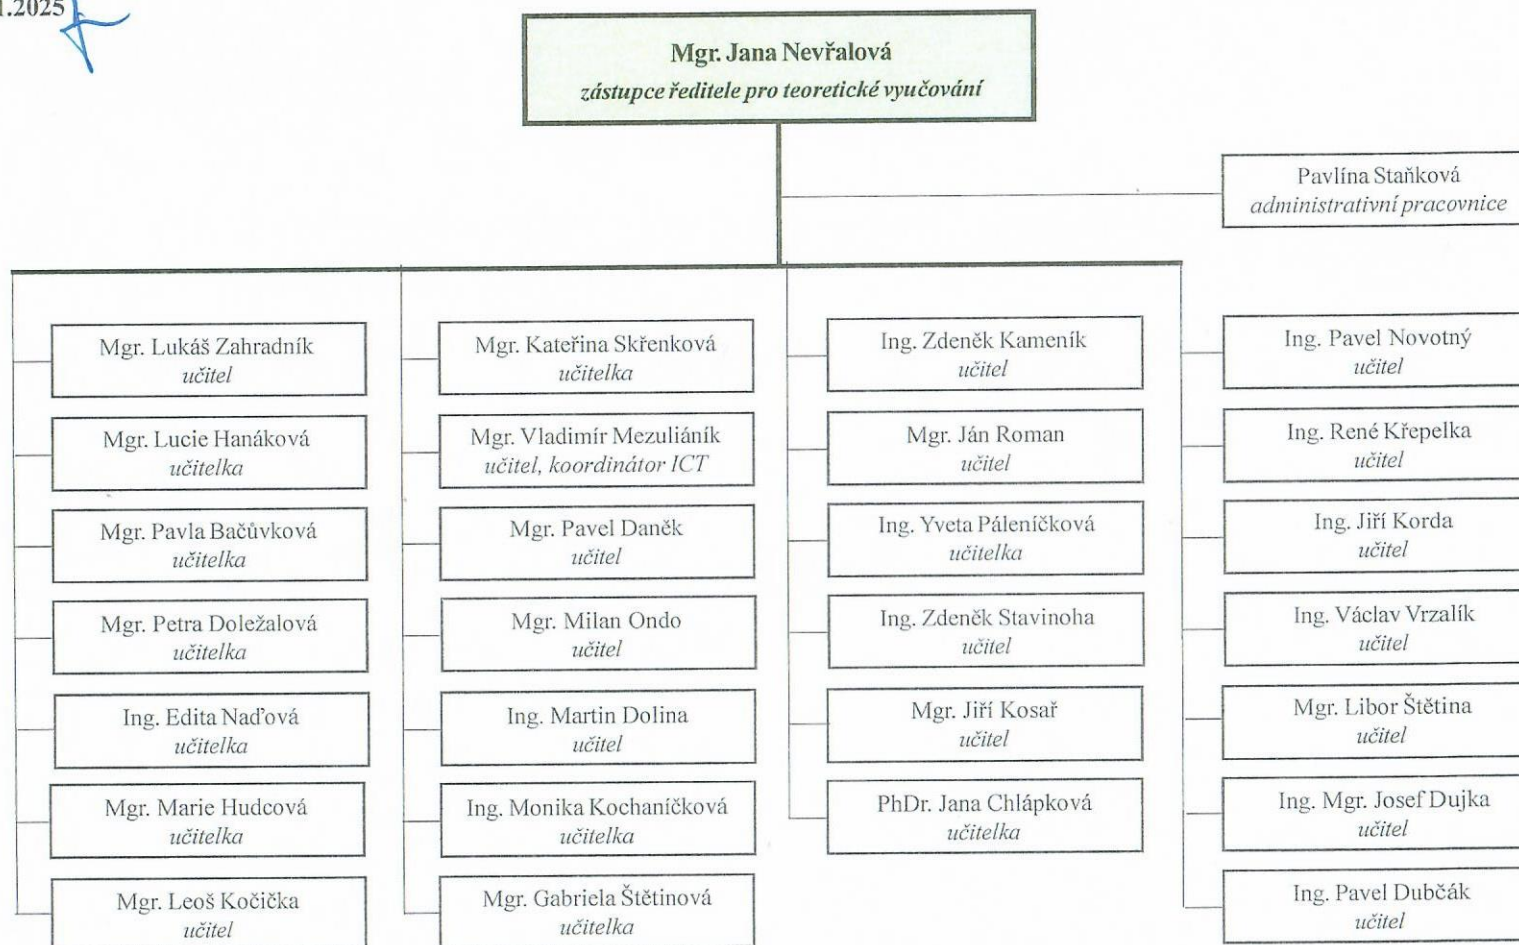 .2025
Mgr. Jana Nevřalová
zástupce ředitele pro teoretické vyučování
Pavlína Staňková
administrativní pracovnice
Mgr. Lukáš Zahradník
učitel
Mgr. Lucie Hanáková
učitelka
Mgr. Pavla Bačůvková
učitelka
Mgr. Petra Doležalová
učitelka
Ing. Edita Naďová
učitelka
Mgr. Marie Hudcová
učitelka
Mgr. Leoš Kočička
učitel
Mgr. Kateřina Skřenková
učitelka
Mgr. Vladimír Mezuliáník
učitel, koordinátor ICT
Mgr. Pavel Daněk
učitel
Mgr. Milan Ondo
učitel
Ing. Martin Dolina
učitel
Ing. Monika Kochaníčková
učitelka
Mgr. Gabriela Štětinová
učitelka
Ing. Zdeněk Kameník
učitel
Mgr. Ján Roman
učitel
Ing. Yveta Páleníčková
učitelka
Ing. Zdeněk Stavinoha
učitel
Mgr. Jiří Kosař
učitel
PhDr. Jana Chlápková
učitelka
Ing. Pavel Novotný
učitel
Ing. René Křepelka
učitel
Ing. Jiří Korda
učitel
Ing. Václav Vrzalík
učitel
Mgr. Libor Štětina
učitel
Ing. Mgr. Josef Dujka
učitel
Ing. Pavel Dubčák
učitel